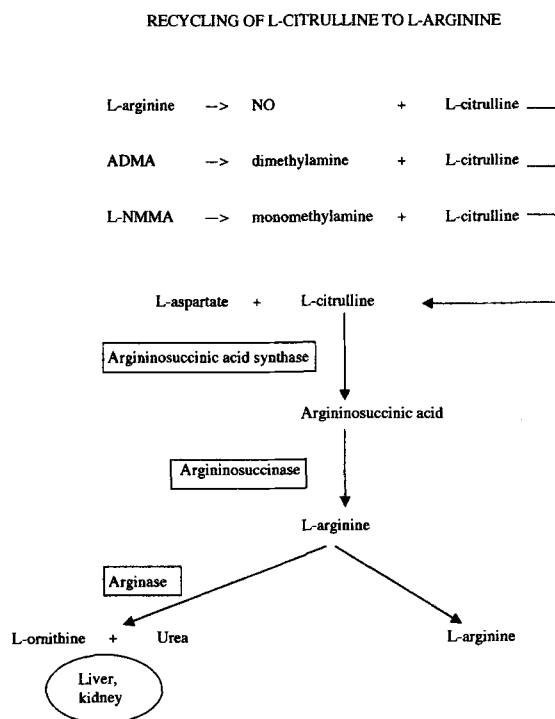 RECYCLING OF L-CITRULLINE TO L-ARGININE
L-arginine --> NO + L-citrulline
ADMA --> dimethylamine + L-citrulline
L-NMMA --> monomethylamine + L-citrulline
L-aspartate + L-citrulline
Argininosuccinic acid synthase
Argininosuccinic acid
Argininosuccinase
L-arginine
Arginase
L-ornithine + Urea L-arginine
Liver,
kidney